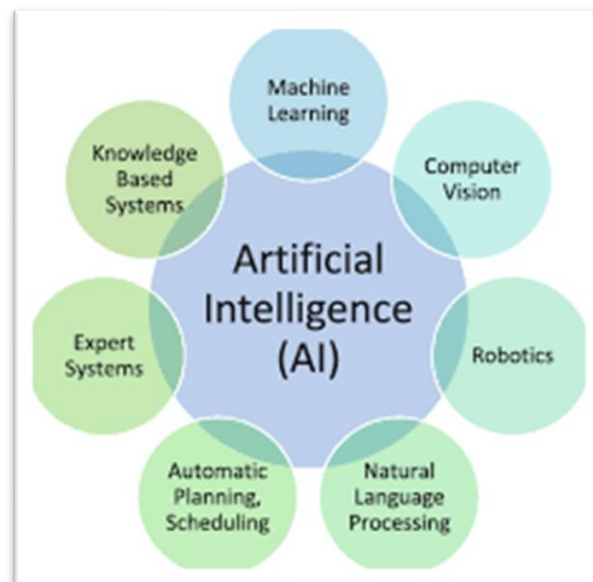 Machine
Learning
Knowledge
Based
Systems
Computer
Vision
Artificial
Intelligence
(AI)
Expert
Systems
Robotics
Automatic
Planning,
Scheduling
Natural
Language
Processing